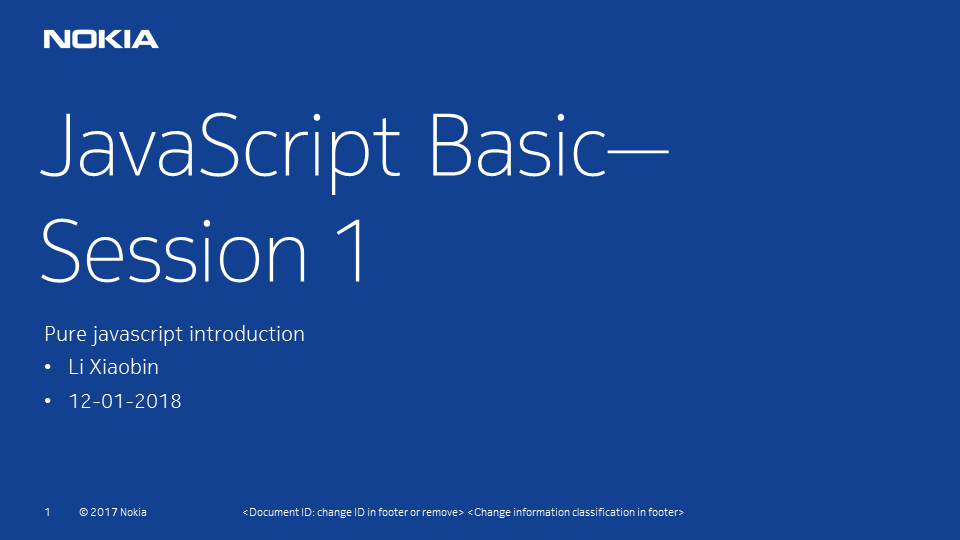 NOKIA
JavaScript Basic—
Session 1
Pure javascript introduction
• Li Xiaobin
• 12-01-2018
1 © 2017 Nokia <Document ID: change ID in footer or remove> <Change information classification in footer>